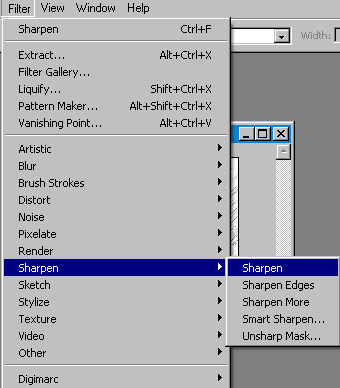 Filter View Window Help
Sharpen Ctrl+F
Width:
Extract... Alt+Ctrl+X
Filter Gallery...
Liquify... Shift+Ctrl+X
Pattern Maker... Alt+Shift+Ctrl+X
Vanishing Point... Alt+Ctrl+V
Artistic
Blur
Brush Strokes
Distort
Noise
Pixelate
Render
Sharpen
Sharpen
Sketch
Sharpen Edges
Stylize
Sharpen More
Texture
Smart Sharpen...
Video
Unsharp Mask...
Other
Digimarc